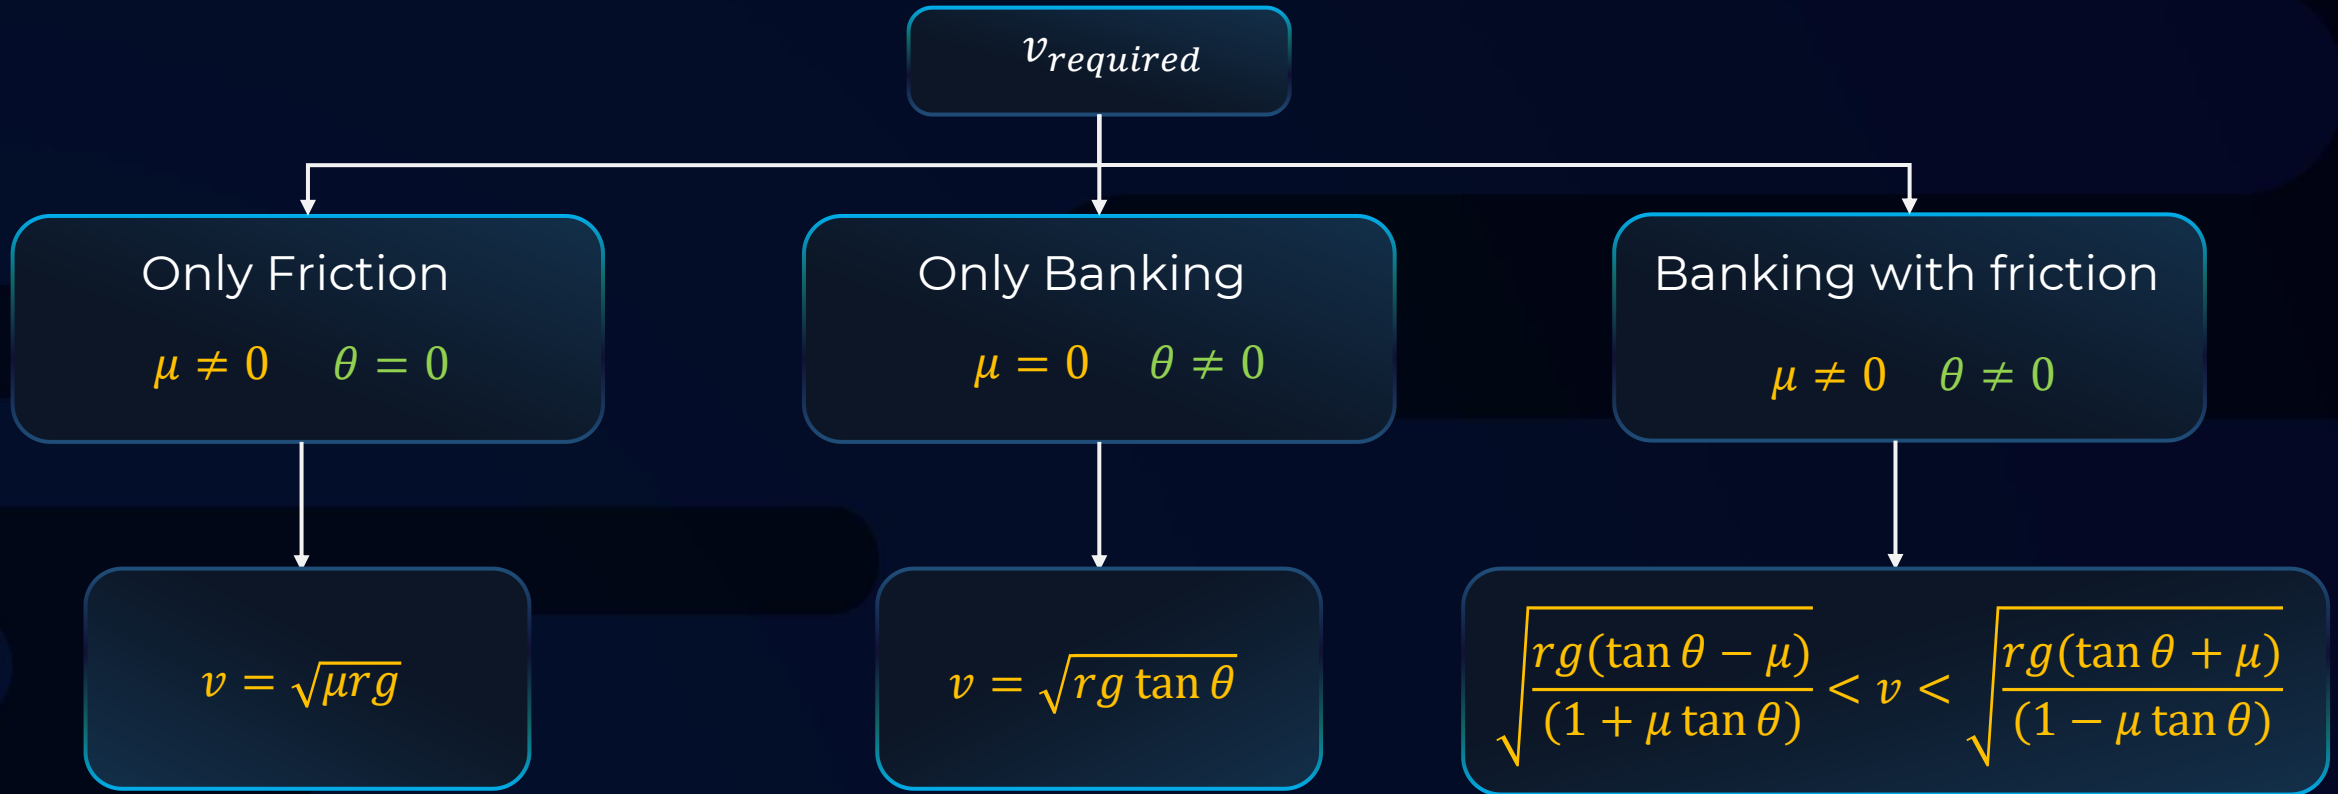 v_required
Only Friction
μ ≠ 0 θ = 0
Only Banking
μ = 0 θ ≠ 0
Banking with friction
μ ≠ 0 θ ≠ 0
v = √(μrg)
v = √(rg tan θ)
√(rg(tan θ − μ)/(1 + μ tan θ)) < v < √(rg(tan θ + μ)/(1 − μ tan θ))